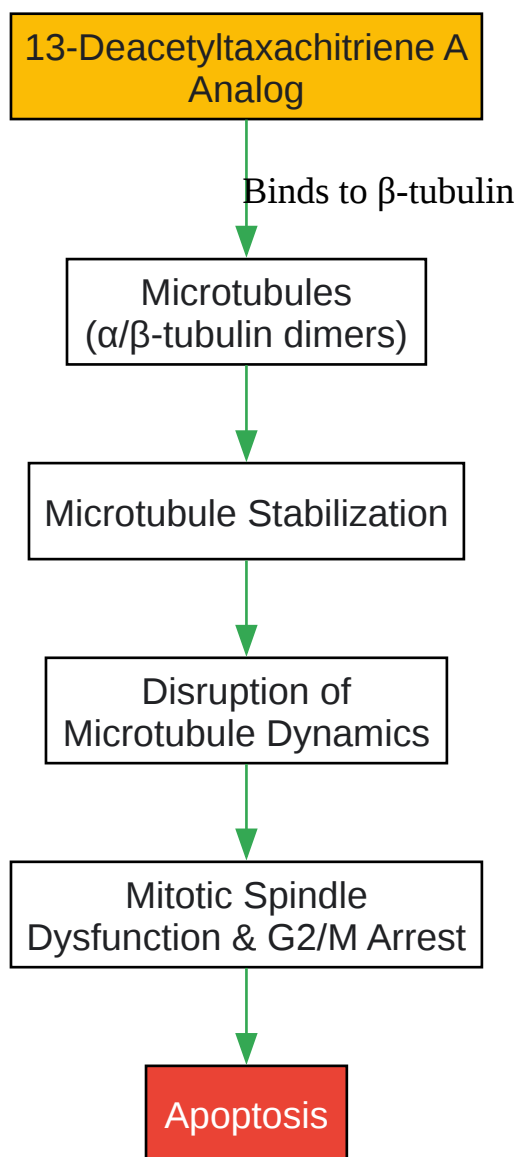 13-Deacetyltaxachitriene A
Analog
Binds to β-tubulin
Microtubules
(α/β-tubulin dimers)
Microtubule Stabilization
Disruption of
Microtubule Dynamics
Mitotic Spindle
Dysfunction & G2/M Arrest
Apoptosis